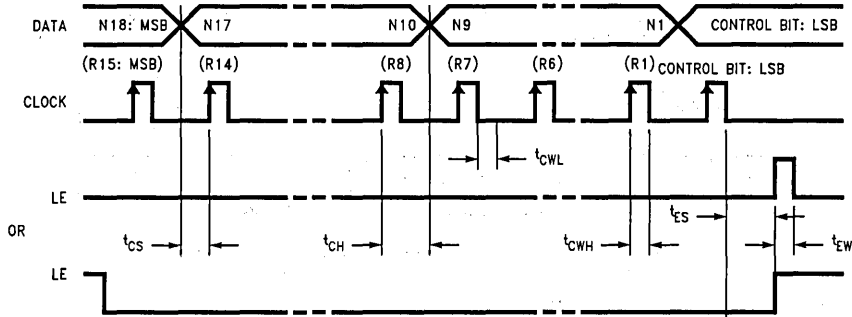 DATA N18: MSB N17 N10 N9 N1 CONTROL BIT: LSB
(R15: MSB) (R14) (R8) (R7) (R6) (R1) CONTROL BIT: LSB
CLOCK
tCWL
LE
OR
tCS tCH tCWH tES tEW
LE